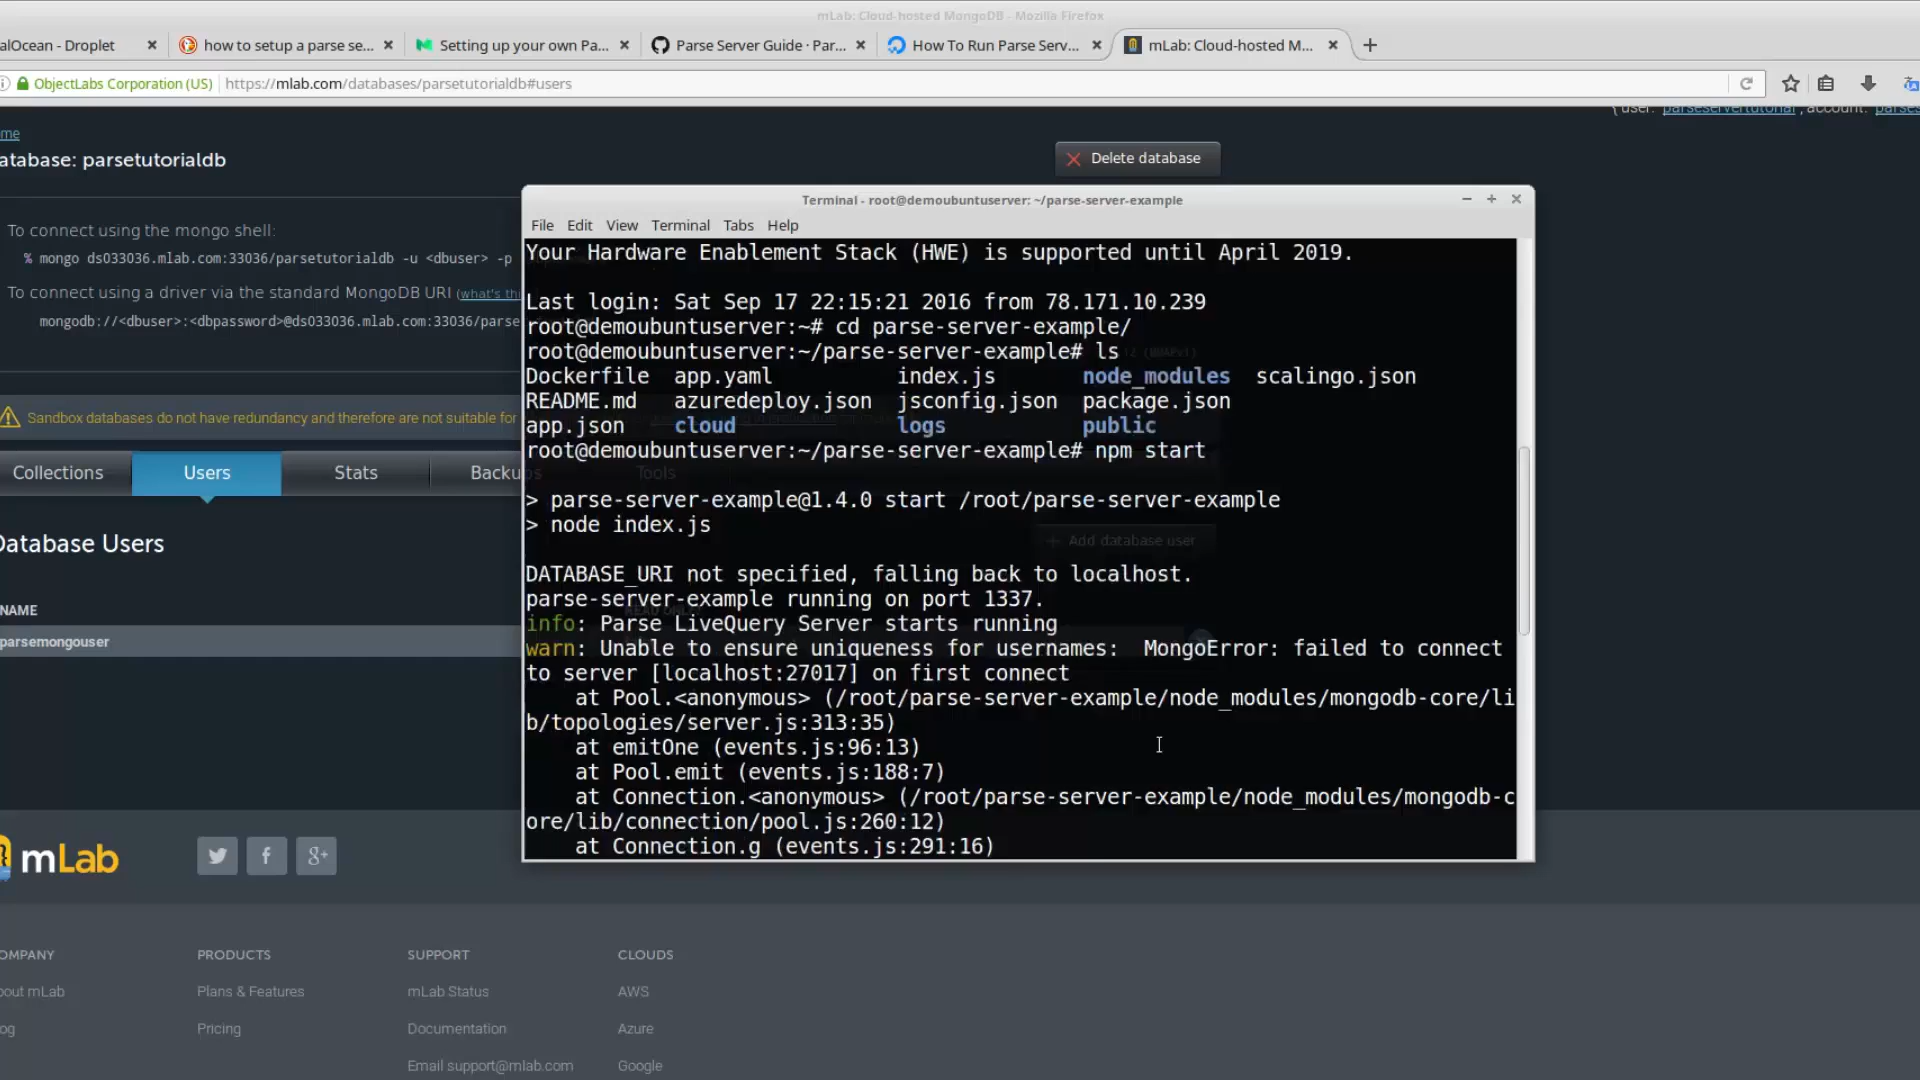 mLab: Cloud-hosted MongoDB - Mozilla Firefox
alOcean - Droplet
how to setup a parse se...
Setting up your own Pa...
Parse Server Guide · Par...
How To Run Parse Serv...
mLab: Cloud-hosted M...
ObjectLabs Corporation (US)
https://mlab.com/databases/parsetutorialdb#users
{ user: parseservertutorial , account: parses
me
atabase: parsetutorialdb
Delete database
To connect using the mongo shell:
% mongo ds033036.mlab.com:33036/parsetutorialdb -u <dbuser> -p
To connect using a driver via the standard MongoDB URI (what's th
mongodb://<dbuser>:<dbpassword>@ds033036.mlab.com:33036/parse
Sandbox databases do not have redundancy and therefore are not suitable for
Collections
Users
Stats
Backups
Tools
Database Users
Add database user
NAME
parsemongouser
Terminal - root@demoubuntuserver: ~/parse-server-example
File Edit View Terminal Tabs Help
Your Hardware Enablement Stack (HWE) is supported until April 2019.
Last login: Sat Sep 17 22:15:21 2016 from 78.171.10.239
root@demoubuntuserver:~# cd parse-server-example/
root@demoubuntuserver:~/parse-server-example# ls
Dockerfile app.yaml index.js node_modules scalingo.json
README.md azuredeploy.json jsconfig.json package.json
app.json cloud logs public
root@demoubuntuserver:~/parse-server-example# npm start
> parse-server-example@1.4.0 start /root/parse-server-example
> node index.js
DATABASE_URI not specified, falling back to localhost.
parse-server-example running on port 1337.
info: Parse LiveQuery Server starts running
warn: Unable to ensure uniqueness for usernames:  MongoError: failed to connect
to server [localhost:27017] on first connect
at Pool.<anonymous> (/root/parse-server-example/node_modules/mongodb-core/li
b/topologies/server.js:313:35)
at emitOne (events.js:96:13)
at Pool.emit (events.js:188:7)
at Connection.<anonymous> (/root/parse-server-example/node_modules/mongodb-c
ore/lib/connection/pool.js:260:12)
at Connection.g (events.js:291:16)
mLab
f
g+
OMPANY
PRODUCTS
SUPPORT
CLOUDS
bout mLab
Plans & Features
mLab Status
AWS
og
Pricing
Documentation
Azure
Email support@mlab.com
Google